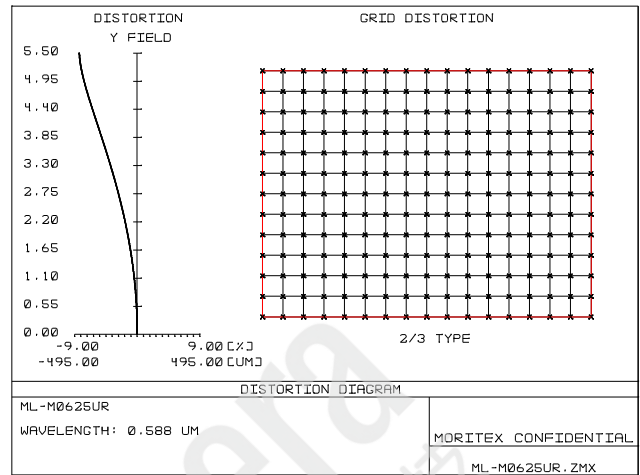 DISTORTION
Y FIELD
GRID DISTORTION
5.50
4.95
4.40
3.85
3.30
2.75
2.20
1.65
1.10
0.55
0.00
-9.00 9.00 [%]
-495.00 495.00 [UM]
2/3 TYPE
DISTORTION DIAGRAM
ML-M0625UR
WAVELENGTH: 0.588 UM
MORITEX CONFIDENTIAL
ML-M0625UR.ZMX